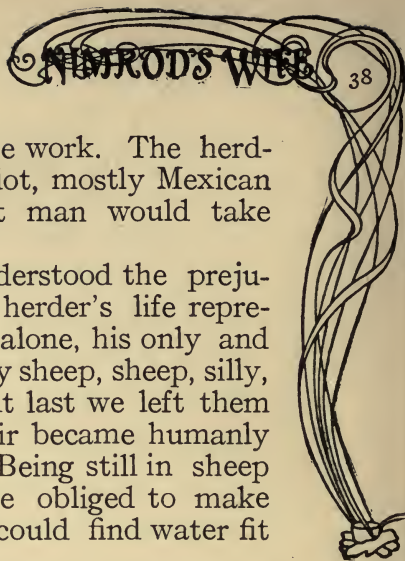 NIMROD'S WIFE 38
e work. The herd-
lot, mostly Mexican
t man would take
derstood the preju-
herder's life repre-
alone, his only and
y sheep, sheep, silly,
t last we left them
ir became humanly
Being still in sheep
e obliged to make
could find water fit